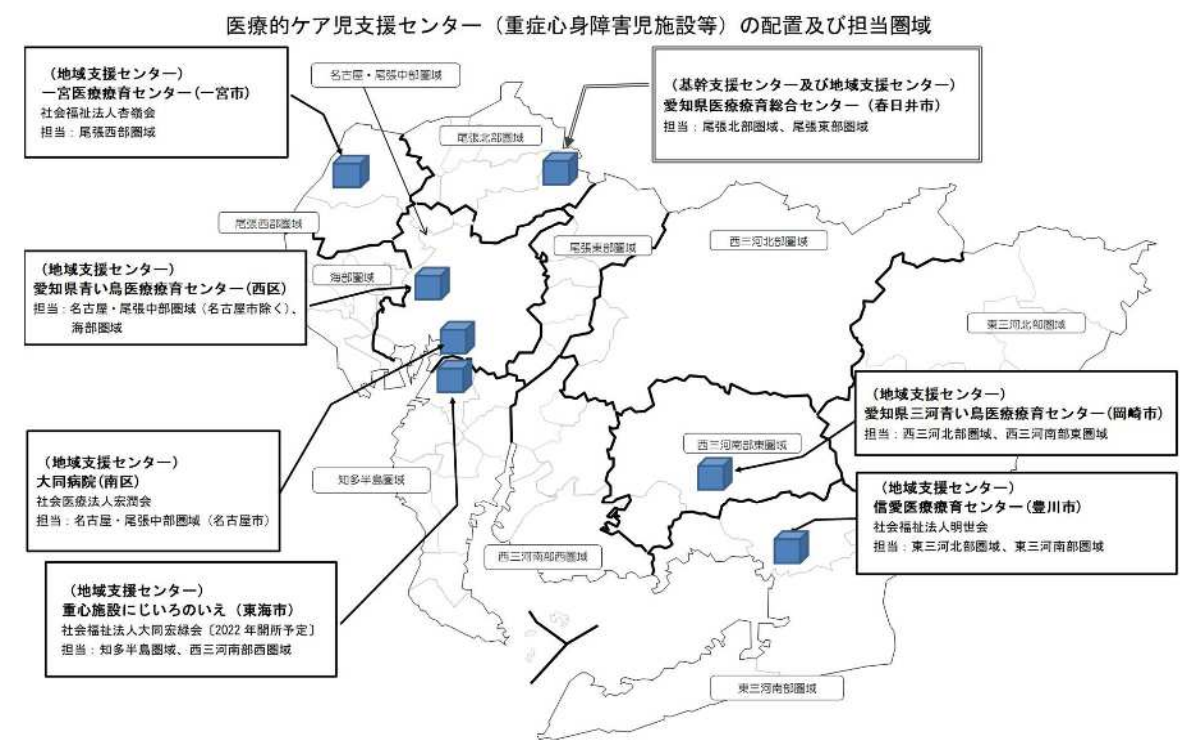 医療的ケア児支援センター（重症心身障害児施設等）の配置及び担当圏域
（地域支援センター）
一宮医療療育センター(一宮市)
社会福祉法人杏嶺会
担当：尾張西部圏域
名古屋・尾張中部圏域
（基幹支援センター及び地域支援センター）
愛知県医療療育総合センター（春日井市）
担当：尾張北部圏域、尾張東部圏域
尾張北部圏域
尾張西部圏域
尾張東部圏域
西三河北部圏域
（地域支援センター）
愛知県青い鳥医療療育センター(西区)
担当：名古屋・尾張中部圏域（名古屋市除く）、
海部圏域
海部圏域
東三河北部圏域
（地域支援センター）
愛知県三河青い鳥医療療育センター(岡崎市)
担当：西三河北部圏域、西三河南部東圏域
西三河南部東圏域
（地域支援センター）
大同病院(南区)
社会医療法人宏潤会
担当：名古屋・尾張中部圏域（名古屋市）
知多半島圏域
（地域支援センター）
信愛医療療育センター(豊川市)
社会福祉法人明世会
担当：東三河北部圏域、東三河南部圏域
西三河南部西圏域
（地域支援センター）
重心施設にじいろのいえ（東海市）
社会福祉法人大同宏緑会〔2022年開所予定〕
担当：知多半島圏域、西三河南部西圏域
東三河南部圏域